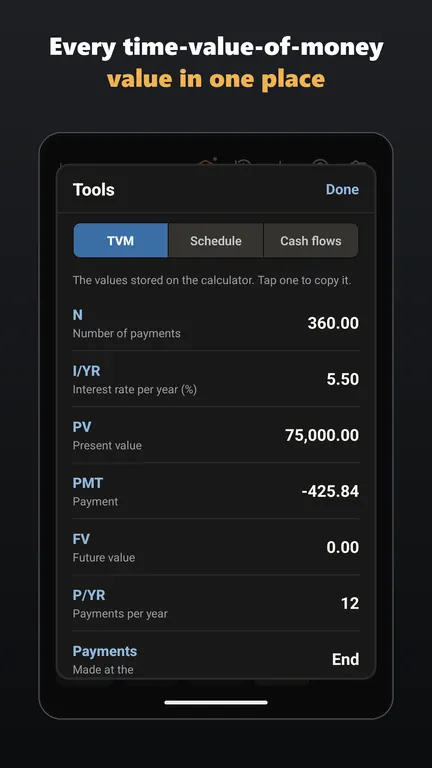 Every time-value-of-money
value in one place
Tools
Done
TVM
Schedule
Cash flows
The values stored on the calculator. Tap one to copy it.
N
Number of payments
360.00
I/YR
Interest rate per year (%)
5.50
PV
Present value
75,000.00
PMT
Payment
-425.84
FV
Future value
0.00
P/YR
Payments per year
12
Payments
Made at the
End